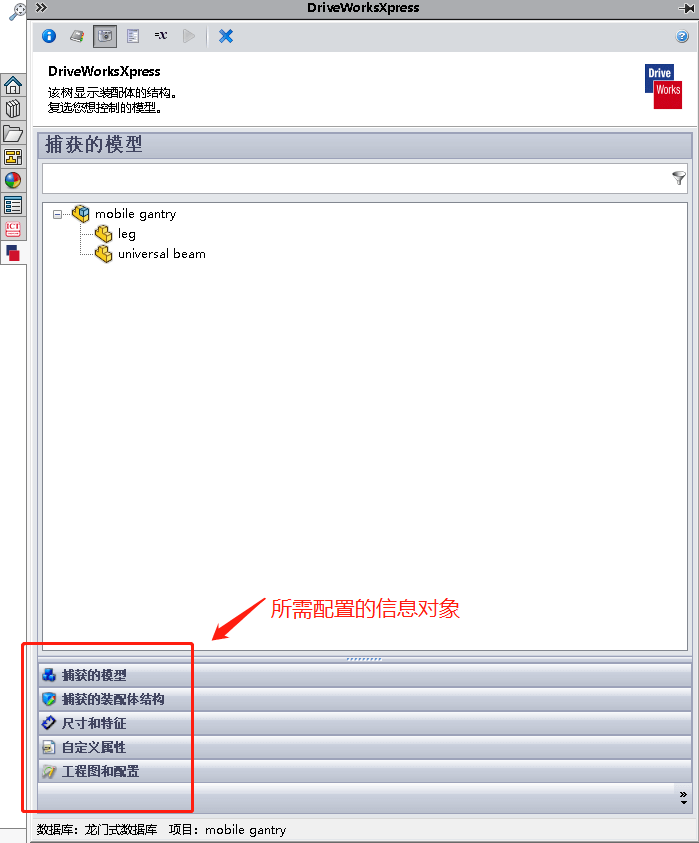 DriveWorksXpress
=x
DriveWorksXpress
该树显示装配体的结构。
复选您想控制的模型。
Drive
Works
捕获的模型
mobile gantry
leg
universal beam
ICT
所需配置的信息对象
捕获的模型
捕获的装配体结构
尺寸和特征
自定义属性
工程图和配置
数据库：龙门式数据库 项目：mobile gantry